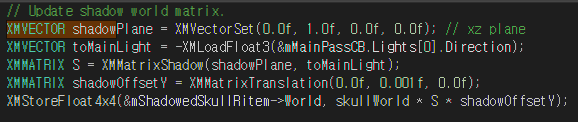 // Update shadow world matrix.
XMVECTOR shadowPlane = XMVectorSet(0.0f, 1.0f, 0.0f, 0.0f); // xz plane
XMVECTOR toMainLight = -XMLoadFloat3(&mMainPassCB.Lights[0].Direction);
XMMATRIX S = XMMatrixShadow(shadowPlane, toMainLight);
XMMATRIX shadowOffsetY = XMMatrixTranslation(0.0f, 0.001f, 0.0f);
XMStoreFloat4x4(&mShadowedSkullRitem->World, skullWorld * S * shadowOffsetY);